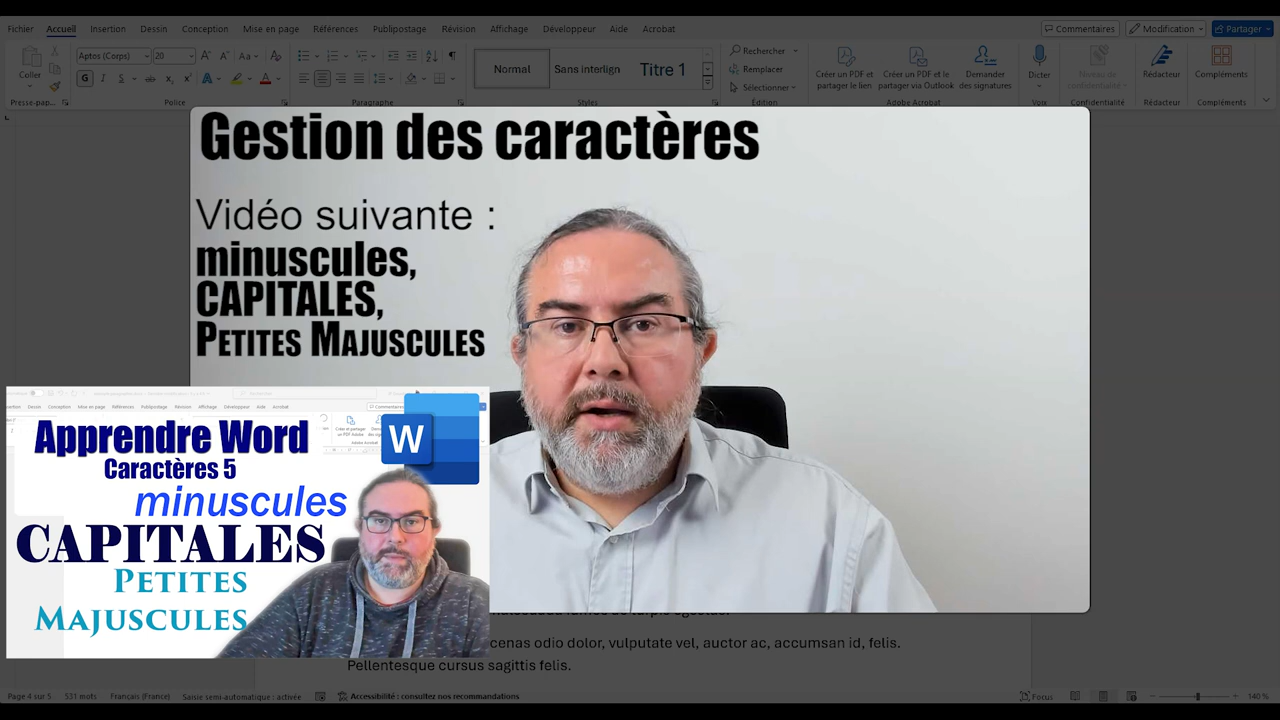 Fichier Accueil Insertion Dessin Conception Mise en page Références Publipostage Révision Affichage Développeur Aide Acrobat Commentaires Modification Partager
Aptos (Corps) 20 Aa
Rechercher
Remplacer
Sélectionner
Coller
G I S
Normal Sans interlign Titre 1
Créer un PDF et partager le lien
Créer un PDF et le partager via Outlook
Demander des signatures
Dicter
Niveau de confidentialité
Rédacteur
Compléments
Presse-pap... Police Paragraphe Styles Édition Adobe Acrobat Voix Confidentialité Rédacteur Compléments
Gestion des caractères
Vidéo suivante :
minuscules,
CAPITALES,
PETITES MAJUSCULES
Apprendre Word
Caractères 5
W
minuscules
CAPITALES
PETITES
MAJUSCULES
cenas odio dolor, vulputate vel, auctor ac, accumsan id, felis.
Pellentesque cursus sagittis felis.
Page 4 sur 5 531 mots Français (France) Saisie semi-automatique : activée Accessibilité : consultez nos recommandations Focus 140 %